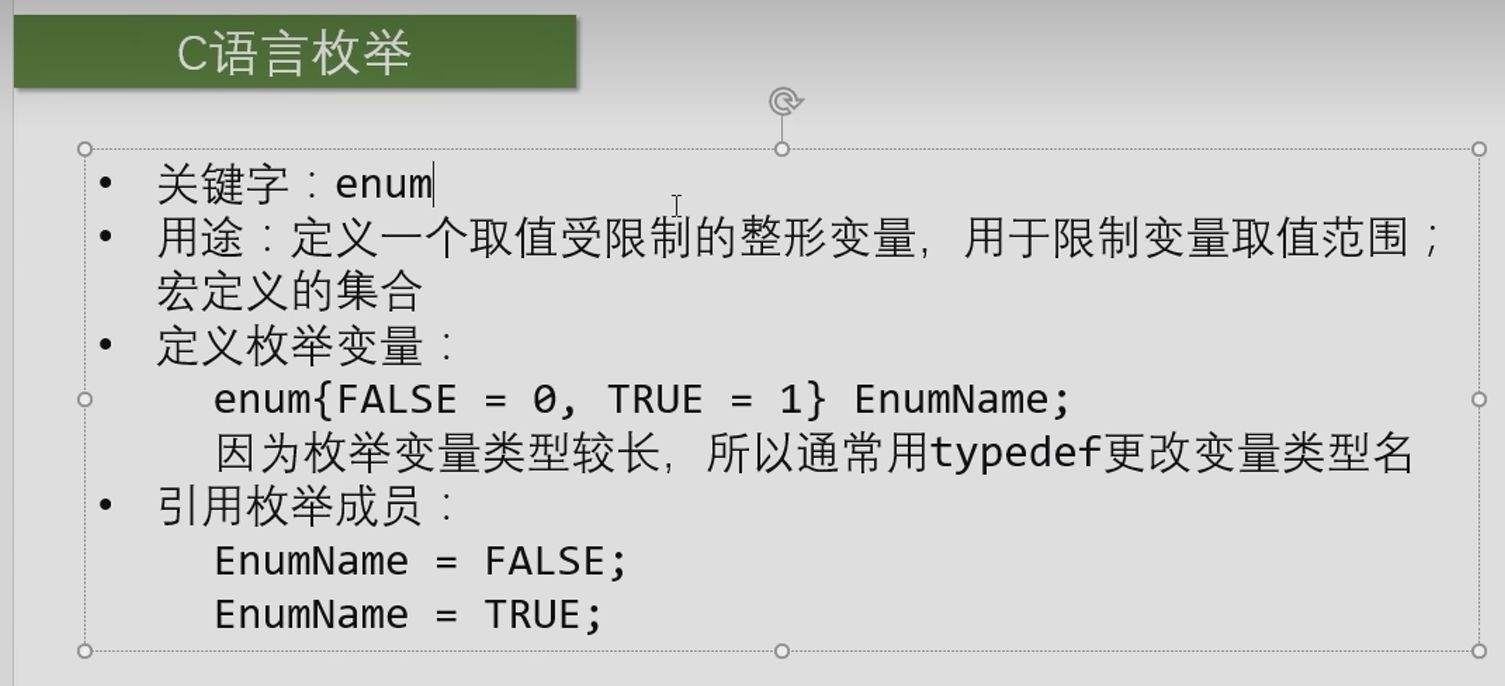 C语言枚举
• 关键字：enum
• 用途：定义一个取值受限制的整形变量，用于限制变量取值范围；
宏定义的集合
• 定义枚举变量：
enum{FALSE = 0, TRUE = 1} EnumName;
因为枚举变量类型较长，所以通常用typedef更改变量类型名
• 引用枚举成员：
EnumName = FALSE;
EnumName = TRUE;